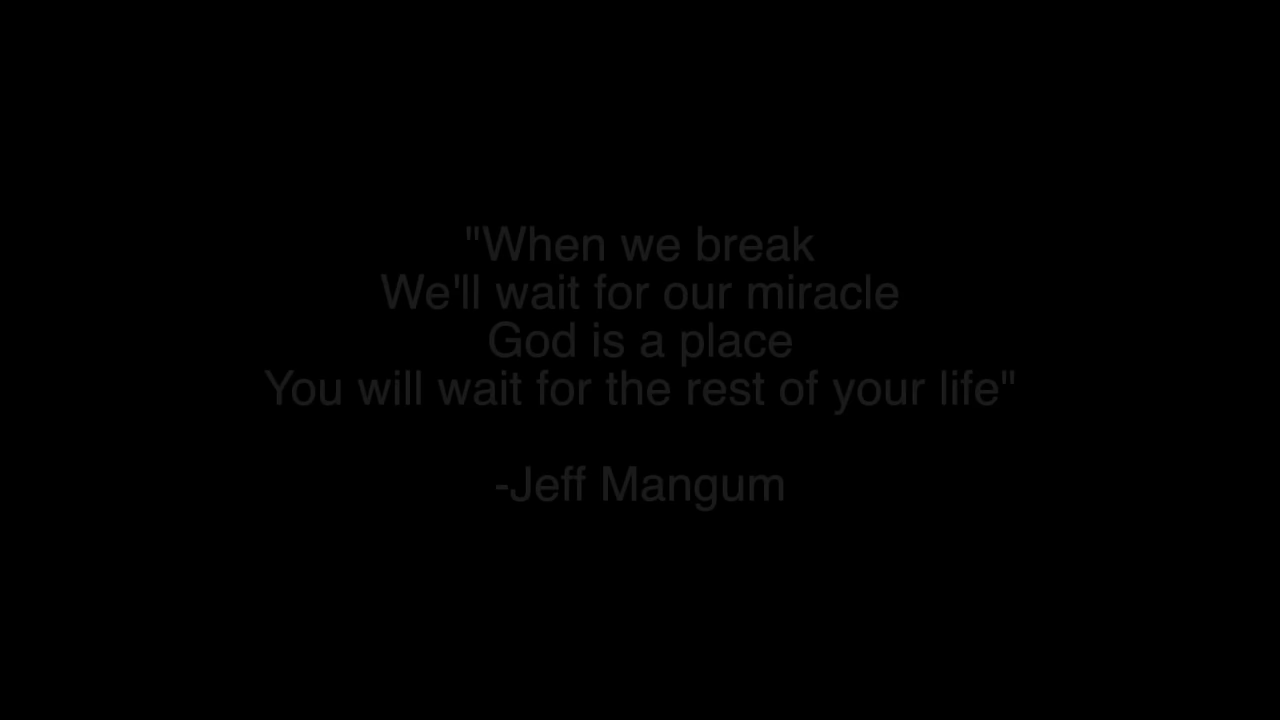 "When we break
We'll wait for our miracle
God is a place
You will wait for the rest of your life"
-Jeff Mangum